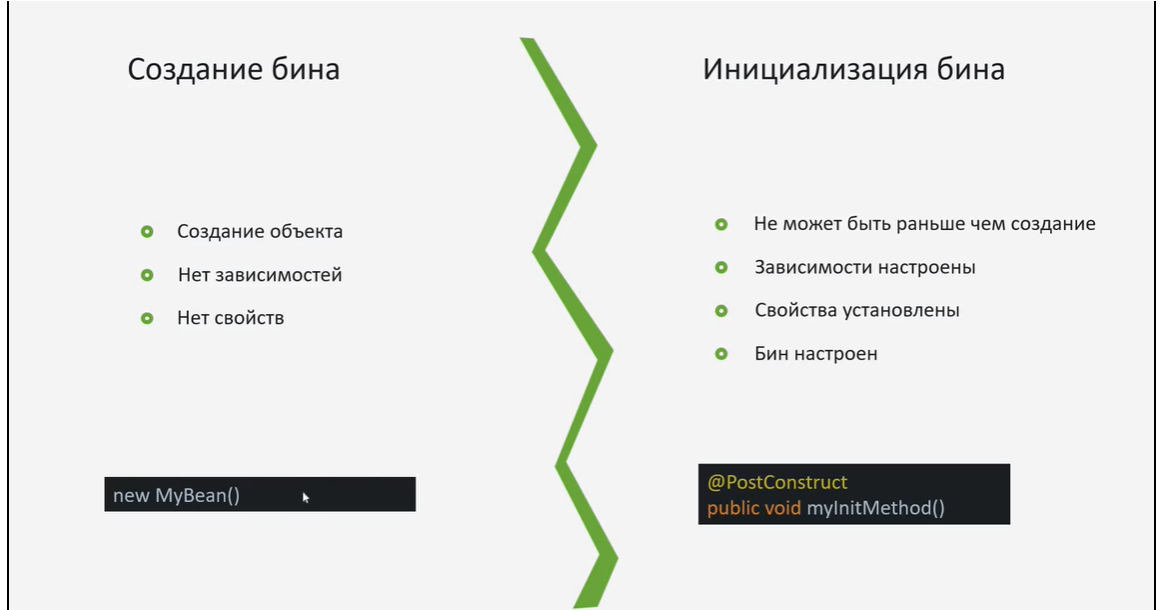 Создание бина
Создание объекта
Нет зависимостей
Нет свойств
new MyBean()
Инициализация бина
Не может быть раньше чем создание
Зависимости настроены
Свойства установлены
Бин настроен
@PostConstruct
public void myInitMethod()